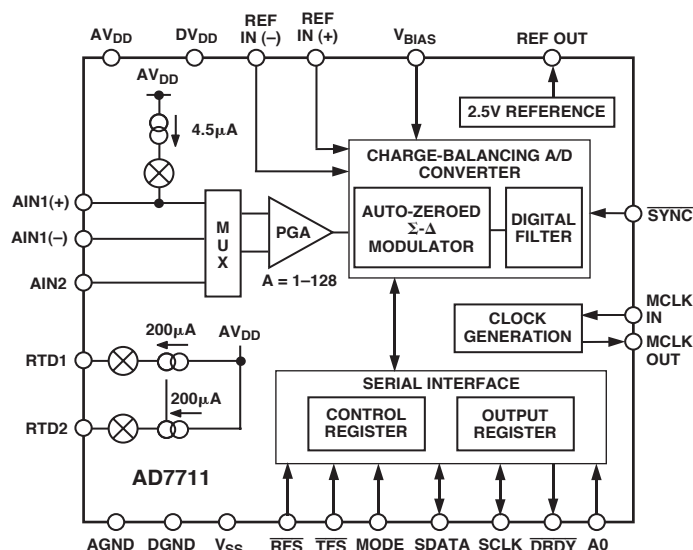 REF IN (–)
REF IN (+)
AVDD
DVDD
VBIAS
REF OUT
AVDD
4.5μA
2.5V REFERENCE
CHARGE-BALANCING A/D
CONVERTER
AIN1(+)
AIN1(–)
AIN2
MUX
PGA
A = 1–128
AUTO-ZEROED
Σ-Δ
MODULATOR
DIGITAL
FILTER
SYNC
MCLK
IN
CLOCK
GENERATION
MCLK
OUT
200μA
AVDD
RTD1
200μA
RTD2
SERIAL INTERFACE
CONTROL
REGISTER
OUTPUT
REGISTER
AD7711
AGND
DGND
VSS
RFS
TFS
MODE
SDATA
SCLK
DRDY
A0